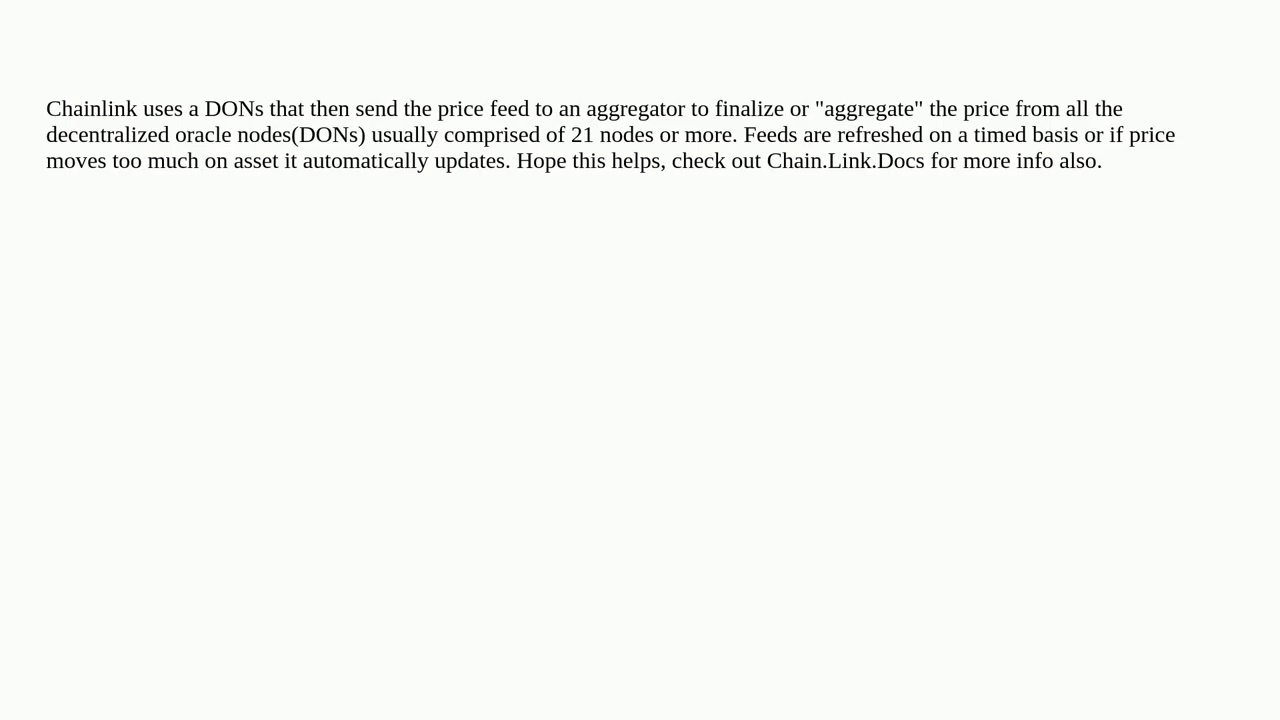 Chainlink uses a DONs that then send the price feed to an aggregator to finalize or "aggregate" the price from all the
decentralized oracle nodes(DONs) usually comprised of 21 nodes or more. Feeds are refreshed on a timed basis or if price
moves too much on asset it automatically updates. Hope this helps, check out Chain.Link.Docs for more info also.